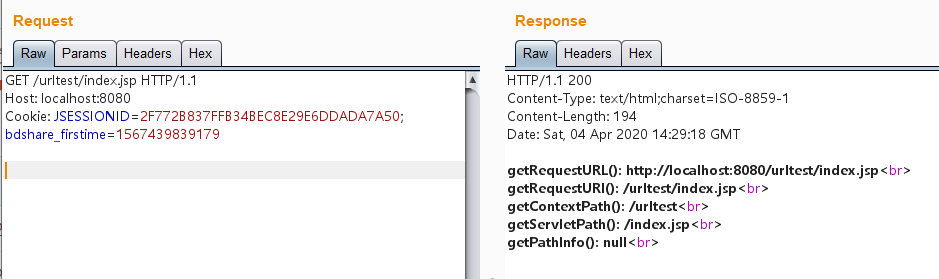 Request
Raw Params Headers Hex
GET /urltest/index.jsp HTTP/1.1
Host: localhost:8080
Cookie: JSESSIONID=2F772B837FFB34BEC8E29E6DDADA7A50;
bdshare_firstime=1567439839179
Response
Raw Headers Hex
HTTP/1.1 200
Content-Type: text/html;charset=ISO-8859-1
Content-Length: 194
Date: Sat, 04 Apr 2020 14:29:18 GMT
getRequestURL(): http://localhost:8080/urltest/index.jsp<br>
getRequestURI(): /urltest/index.jsp<br>
getContextPath(): /urltest<br>
getServletPath(): /index.jsp<br>
getPathInfo(): null<br>